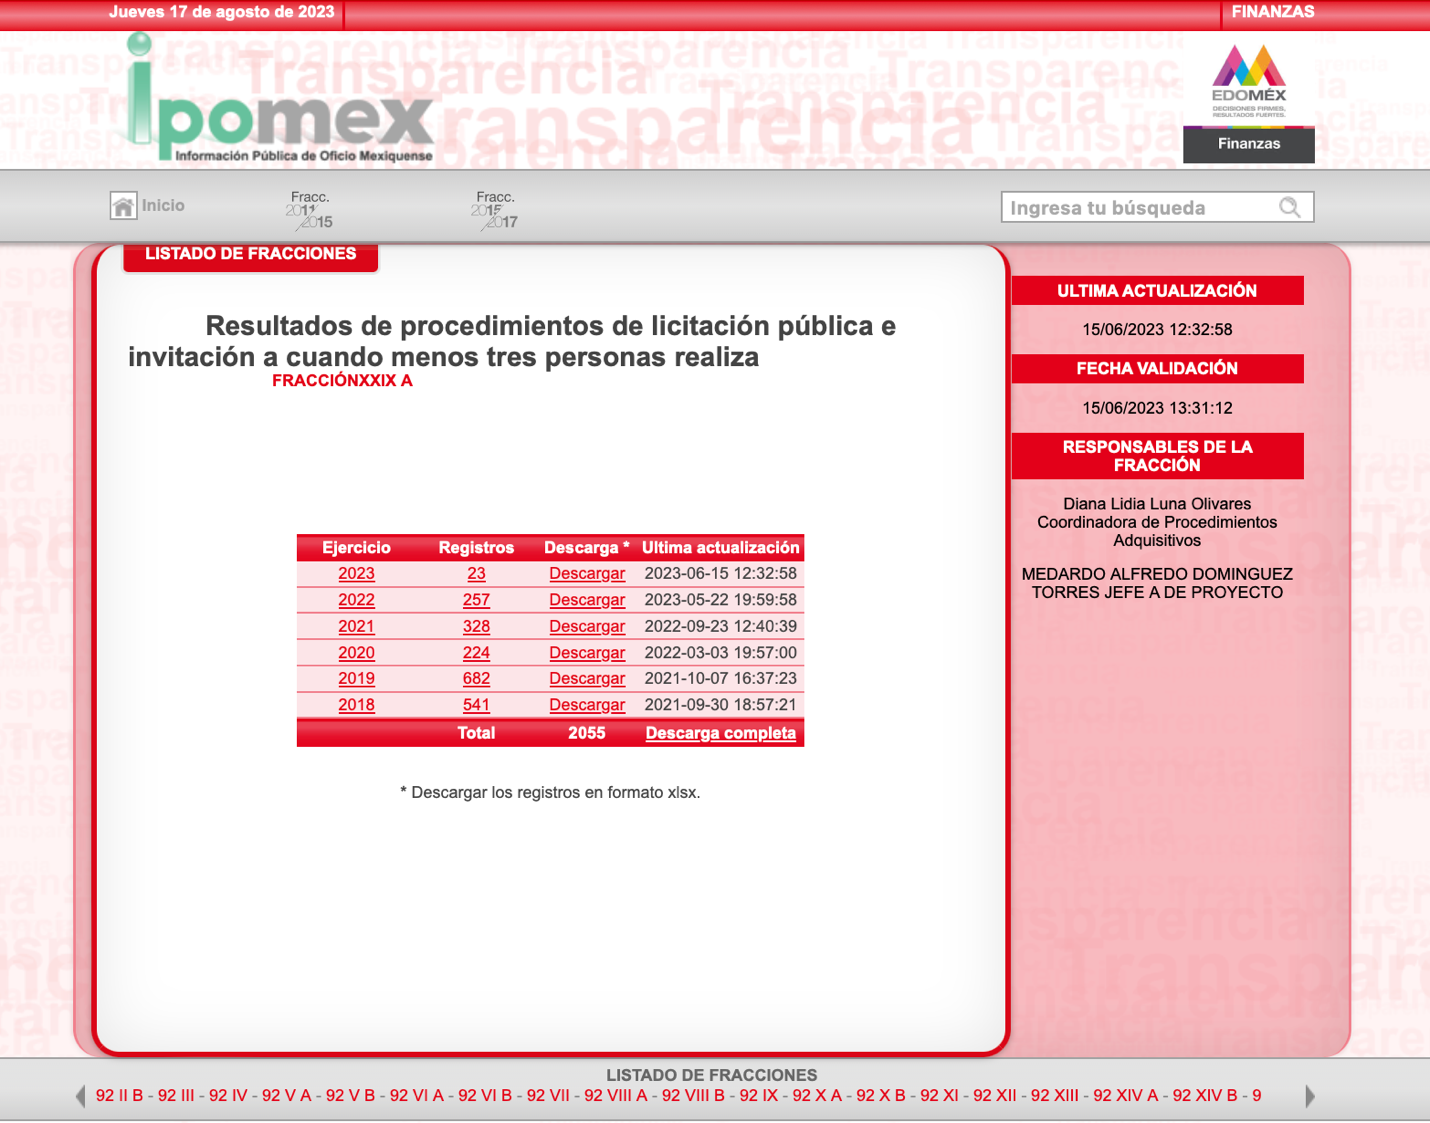 Jueves 17 de agosto de 2023
FINANZAS
ipomex
Información Pública de Oficio Mexiquense
EDOMÉX
DECISIONES FIRMES,
RESULTADOS FUERTES.
Finanzas
Inicio
Fracc.
2011
2015
Fracc.
2015
2017
Ingresa tu búsqueda
LISTADO DE FRACCIONES
Resultados de procedimientos de licitación pública e
invitación a cuando menos tres personas realiza
FRACCIÓNXXIX A
Ejercicio Registros Descarga * Ultima actualización
2023 23 Descargar 2023-06-15 12:32:58
2022 257 Descargar 2023-05-22 19:59:58
2021 328 Descargar 2022-09-23 12:40:39
2020 224 Descargar 2022-03-03 19:57:00
2019 682 Descargar 2021-10-07 16:37:23
2018 541 Descargar 2021-09-30 18:57:21
Total 2055 Descarga completa
* Descargar los registros en formato xlsx.
ULTIMA ACTUALIZACIÓN
15/06/2023 12:32:58
FECHA VALIDACIÓN
15/06/2023 13:31:12
RESPONSABLES DE LA
FRACCIÓN
Diana Lidia Luna Olivares
Coordinadora de Procedimientos
Adquisitivos
MEDARDO ALFREDO DOMINGUEZ
TORRES JEFE A DE PROYECTO
LISTADO DE FRACCIONES
92 II B - 92 III - 92 IV - 92 V A - 92 V B - 92 VI A - 92 VI B - 92 VII - 92 VIII A - 92 VIII B - 92 IX - 92 X A - 92 X B - 92 XI - 92 XII - 92 XIII - 92 XIV A - 92 XIV B - 9